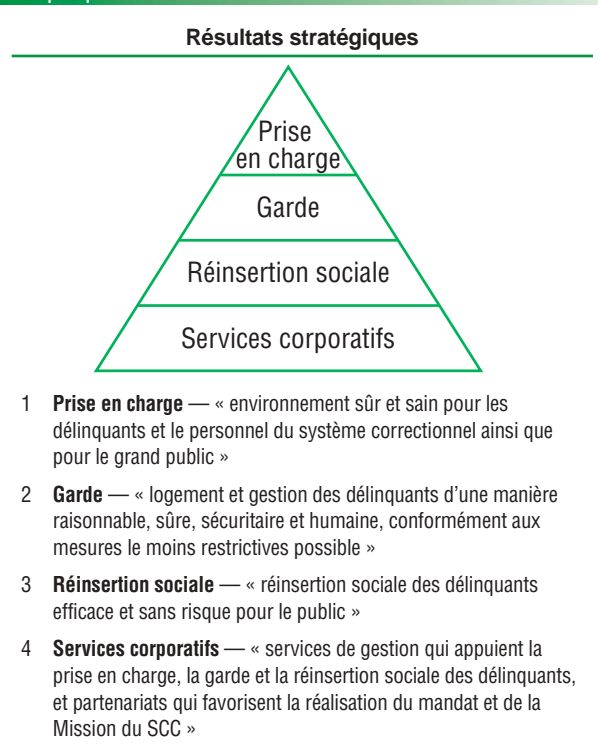 Résultats stratégiques
Prise
en charge
Garde
Réinsertion sociale
Services corporatifs
1 Prise en charge — « environnement sûr et sain pour les
délinquants et le personnel du système correctionnel ainsi que
pour le grand public »
2 Garde — « logement et gestion des délinquants d'une manière
raisonnable, sûre, sécuritaire et humaine, conformément aux
mesures le moins restrictives possible »
3 Réinsertion sociale — « réinsertion sociale des délinquants
efficace et sans risque pour le public »
4 Services corporatifs — « services de gestion qui appuient la
prise en charge, la garde et la réinsertion sociale des délinquants,
et partenariats qui favorisent la réalisation du mandat et de la
Mission du SCC »